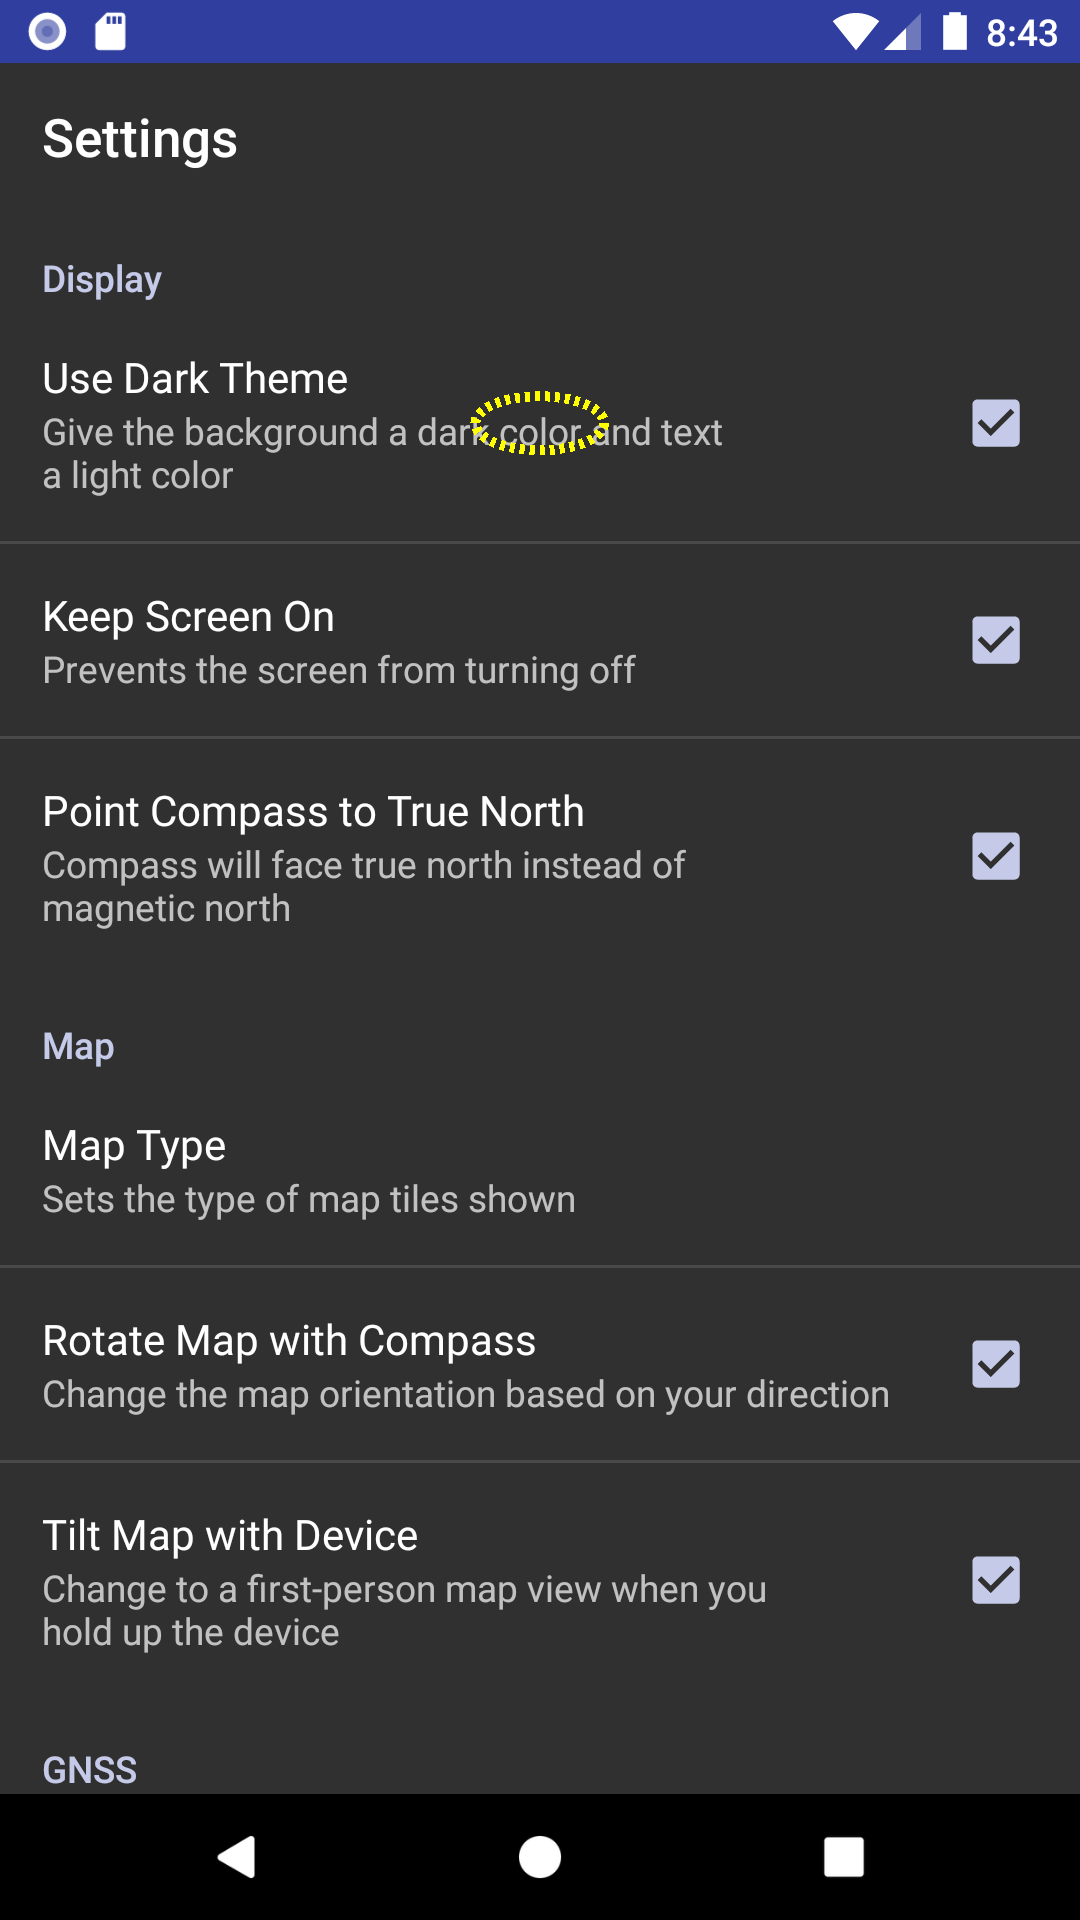 8:43
Settings
Display
Use Dark Theme
Give the background a dark color and text
a light color
Keep Screen On
Prevents the screen from turning off
Point Compass to True North
Compass will face true north instead of
magnetic north
Map
Map Type
Sets the type of map tiles shown
Rotate Map with Compass
Change the map orientation based on your direction
Tilt Map with Device
Change to a first-person map view when you
hold up the device
GNSS